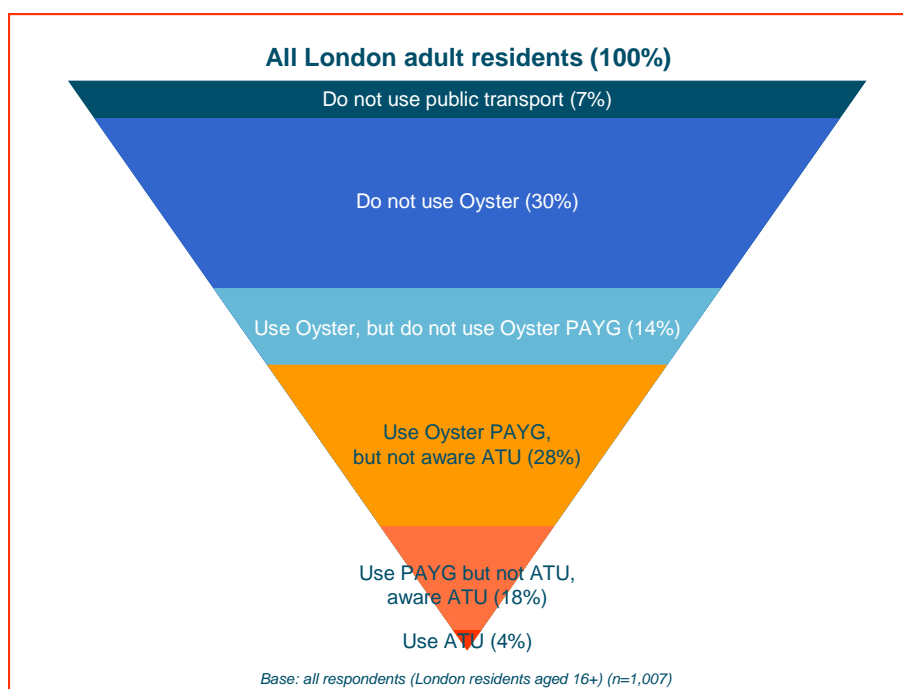 All London adult residents (100%)
Do not use public transport (7%)
Do not use Oyster (30%)
Use Oyster, but do not use Oyster PAYG (14%)
Use Oyster PAYG,
but not aware ATU (28%)
Use PAYG but not ATU,
aware ATU (18%)
Use ATU (4%)
Base: all respondents (London residents aged 16+) (n=1,007)